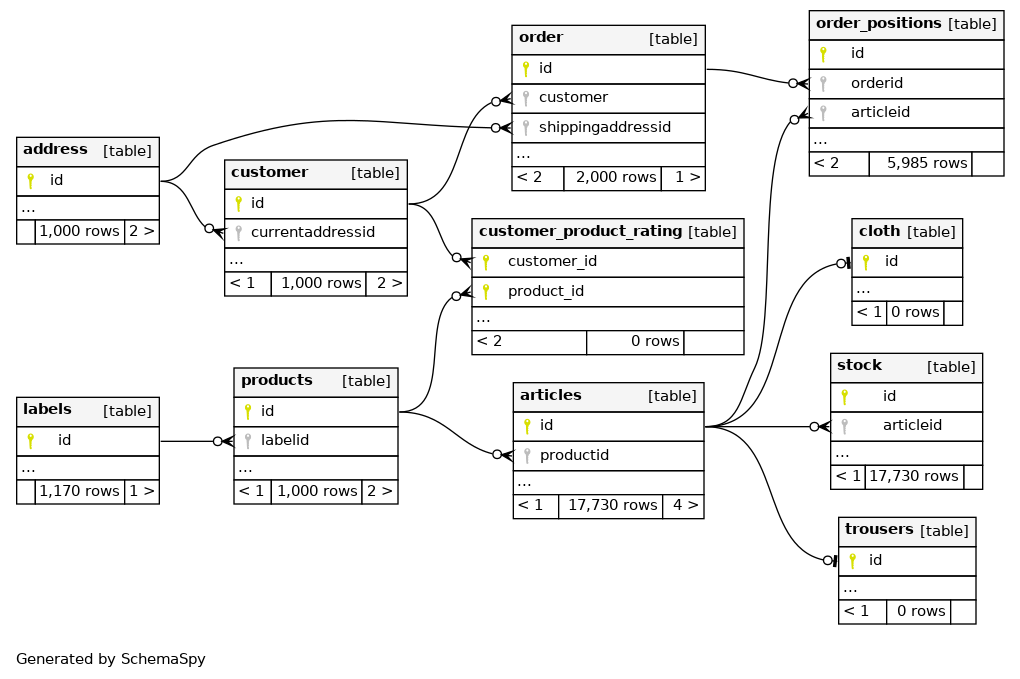 address [table]
id
...
1,000 rows 2 >
customer [table]
id
currentaddressid
...
< 1 1,000 rows 2 >
order [table]
id
customer
shippingaddressid
...
< 2 2,000 rows 1 >
order_positions [table]
id
orderid
articleid
...
< 2 5,985 rows
customer_product_rating [table]
customer_id
product_id
...
< 2 0 rows
cloth [table]
id
...
< 1 0 rows
labels [table]
id
...
1,170 rows 1 >
products [table]
id
labelid
...
< 1 1,000 rows 2 >
articles [table]
id
productid
...
< 1 17,730 rows 4 >
stock [table]
id
articleid
...
< 1 17,730 rows
trousers [table]
id
...
< 1 0 rows
Generated by SchemaSpy